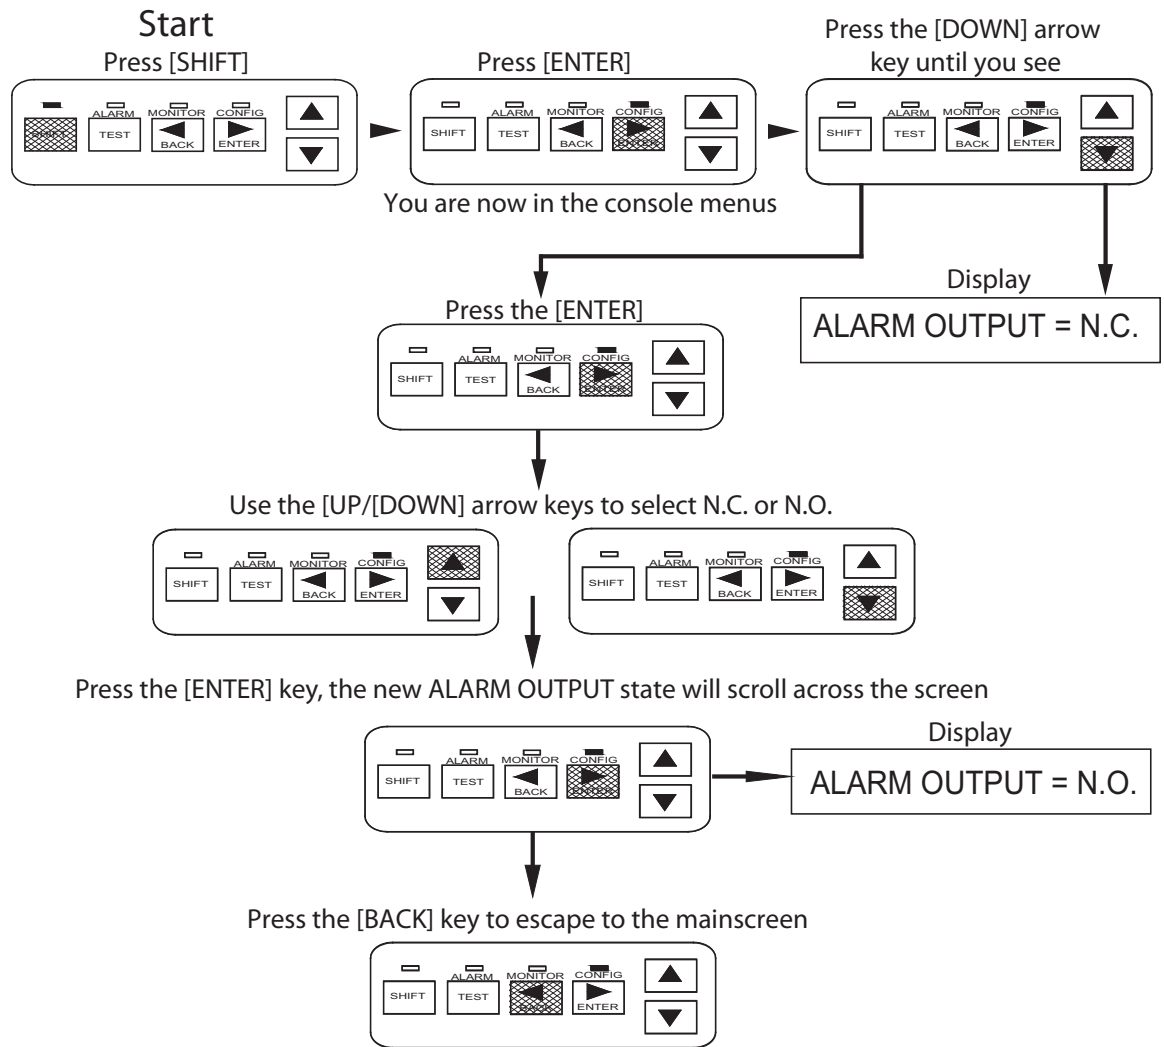 Start
Press [SHIFT]
ALARM MONITOR CONFIG
SHIFT TEST BACK ENTER
Press [ENTER]
ALARM MONITOR CONFIG
SHIFT TEST BACK ENTER
You are now in the console menus
Press the [DOWN] arrow
key until you see
ALARM MONITOR CONFIG
SHIFT TEST BACK ENTER
Display
ALARM OUTPUT = N.C.
Press the [ENTER]
ALARM MONITOR CONFIG
SHIFT TEST BACK ENTER
Use the [UP/[DOWN] arrow keys to select N.C. or N.O.
ALARM MONITOR CONFIG
SHIFT TEST BACK ENTER
ALARM MONITOR CONFIG
SHIFT TEST BACK ENTER
Press the [ENTER] key, the new ALARM OUTPUT state will scroll across the screen
ALARM MONITOR CONFIG
SHIFT TEST BACK ENTER
Display
ALARM OUTPUT = N.O.
Press the [BACK] key to escape to the mainscreen
ALARM MONITOR CONFIG
SHIFT TEST BACK ENTER